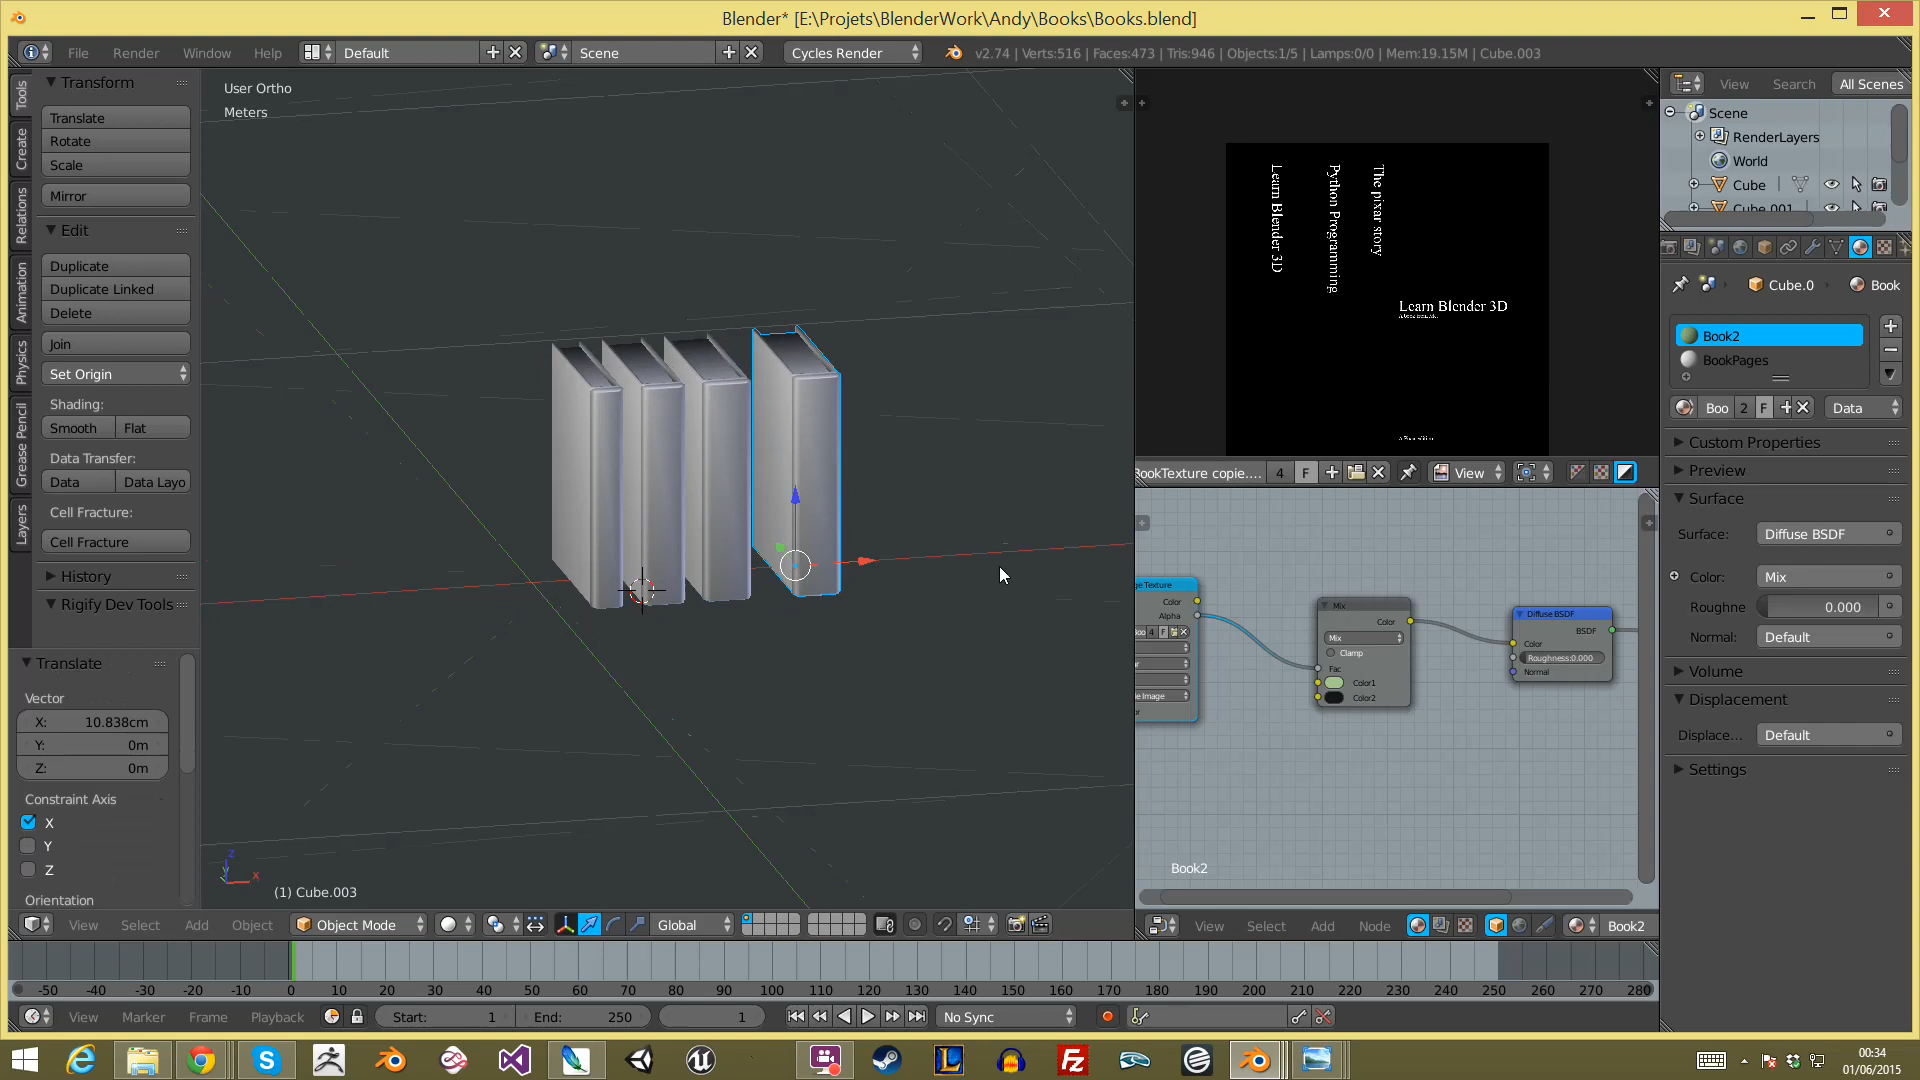 Blender* [E:\Projets\BlenderWork\Andy\Books\Books.blend]
File Render Window Help Default Scene Cycles Render v2.74 | Verts:516 | Faces:473 | Tris:946 | Objects:1/5 | Lamps:0/0 | Mem:19.15M | Cube.003
Tools
Create
Relations
Animation
Physics
Grease Pencil
Layers
Transform
Translate
Rotate
Scale
Mirror
Edit
Duplicate
Duplicate Linked
Delete
Join
Set Origin
Shading:
Smooth Flat
Data Transfer:
Data Data Layo
Cell Fracture:
Cell Fracture
History
Rigify Dev Tools
Translate
Vector
X: 10.838cm
Y: 0m
Z: 0m
Constraint Axis
X
Y
Z
Orientation
User Ortho
Meters
z
x
(1) Cube.003
View Select Add Object Object Mode Global
Learn Blender 3D
Python Programming
The pixar story
Learn Blender 3D
BookTexture copie.... 4 F View
ge Texture
Color
Alpha
Boo 4 F
le Image
Mix
Color
Mix
Clamp
Fac
Color1
Color2
Diffuse BSDF
BSDF
Color
Roughness:0.000
Normal
Book2
View Select Add Node Book2
View Search All Scenes
Scene
RenderLayers
World
Cube
Cube.001
Cube.0 Book
Book2
BookPages
Boo 2 F Data
Custom Properties
Preview
Surface
Surface: Diffuse BSDF
Color: Mix
Roughne 0.000
Normal: Default
Volume
Displacement
Displace... Default
Settings
-50 -40 -30 -20 -10 0 10 20 30 40 50 60 70 80 90 100 110 120 130 140 150 160 170 180 190 200 210 220 230 240 250 260 270 280
View Marker Frame Playback Start: 1 End: 250 1 No Sync
00:34
01/06/2015